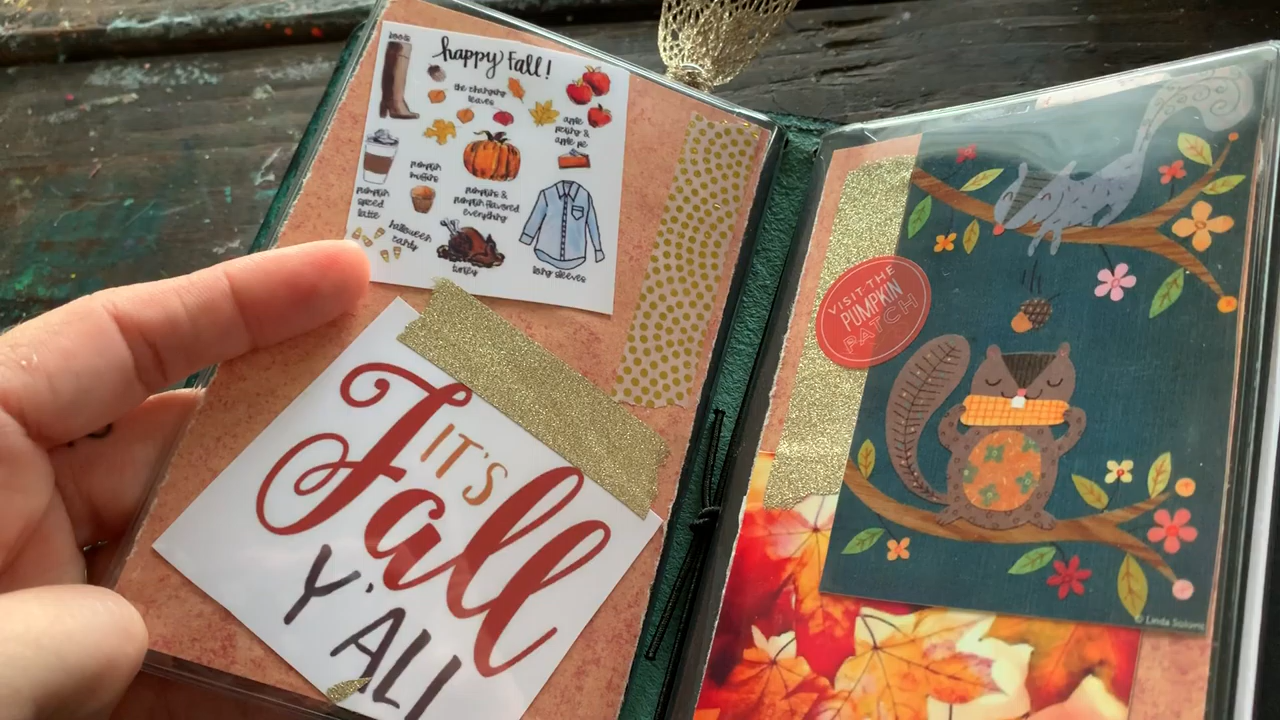 boots
happy Fall!
the changing
leaves
apple
picking &
apple pie
pumpkin
muffins
pumpkin
spiced
latte
pumpkins &
pumpkin flavored
everything
halloween
candy
turkey
long sleeves
IT'S
Fall
Y'ALL
VISIT THE
PUMPKIN
PATCH
© Linda Solovic